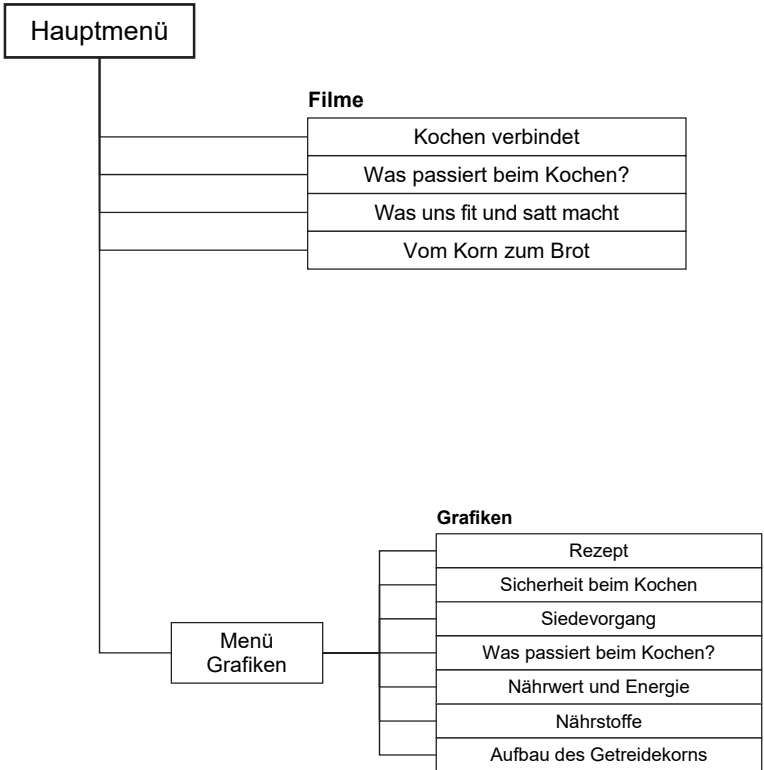 Hauptmenü
Filme
Kochen verbindet
Was passiert beim Kochen?
Was uns fit und satt macht
Vom Korn zum Brot
Grafiken
Rezept
Sicherheit beim Kochen
Siedevorgang
Menü
Grafiken
Was passiert beim Kochen?
Nährwert und Energie
Nährstoffe
Aufbau des Getreidekorns